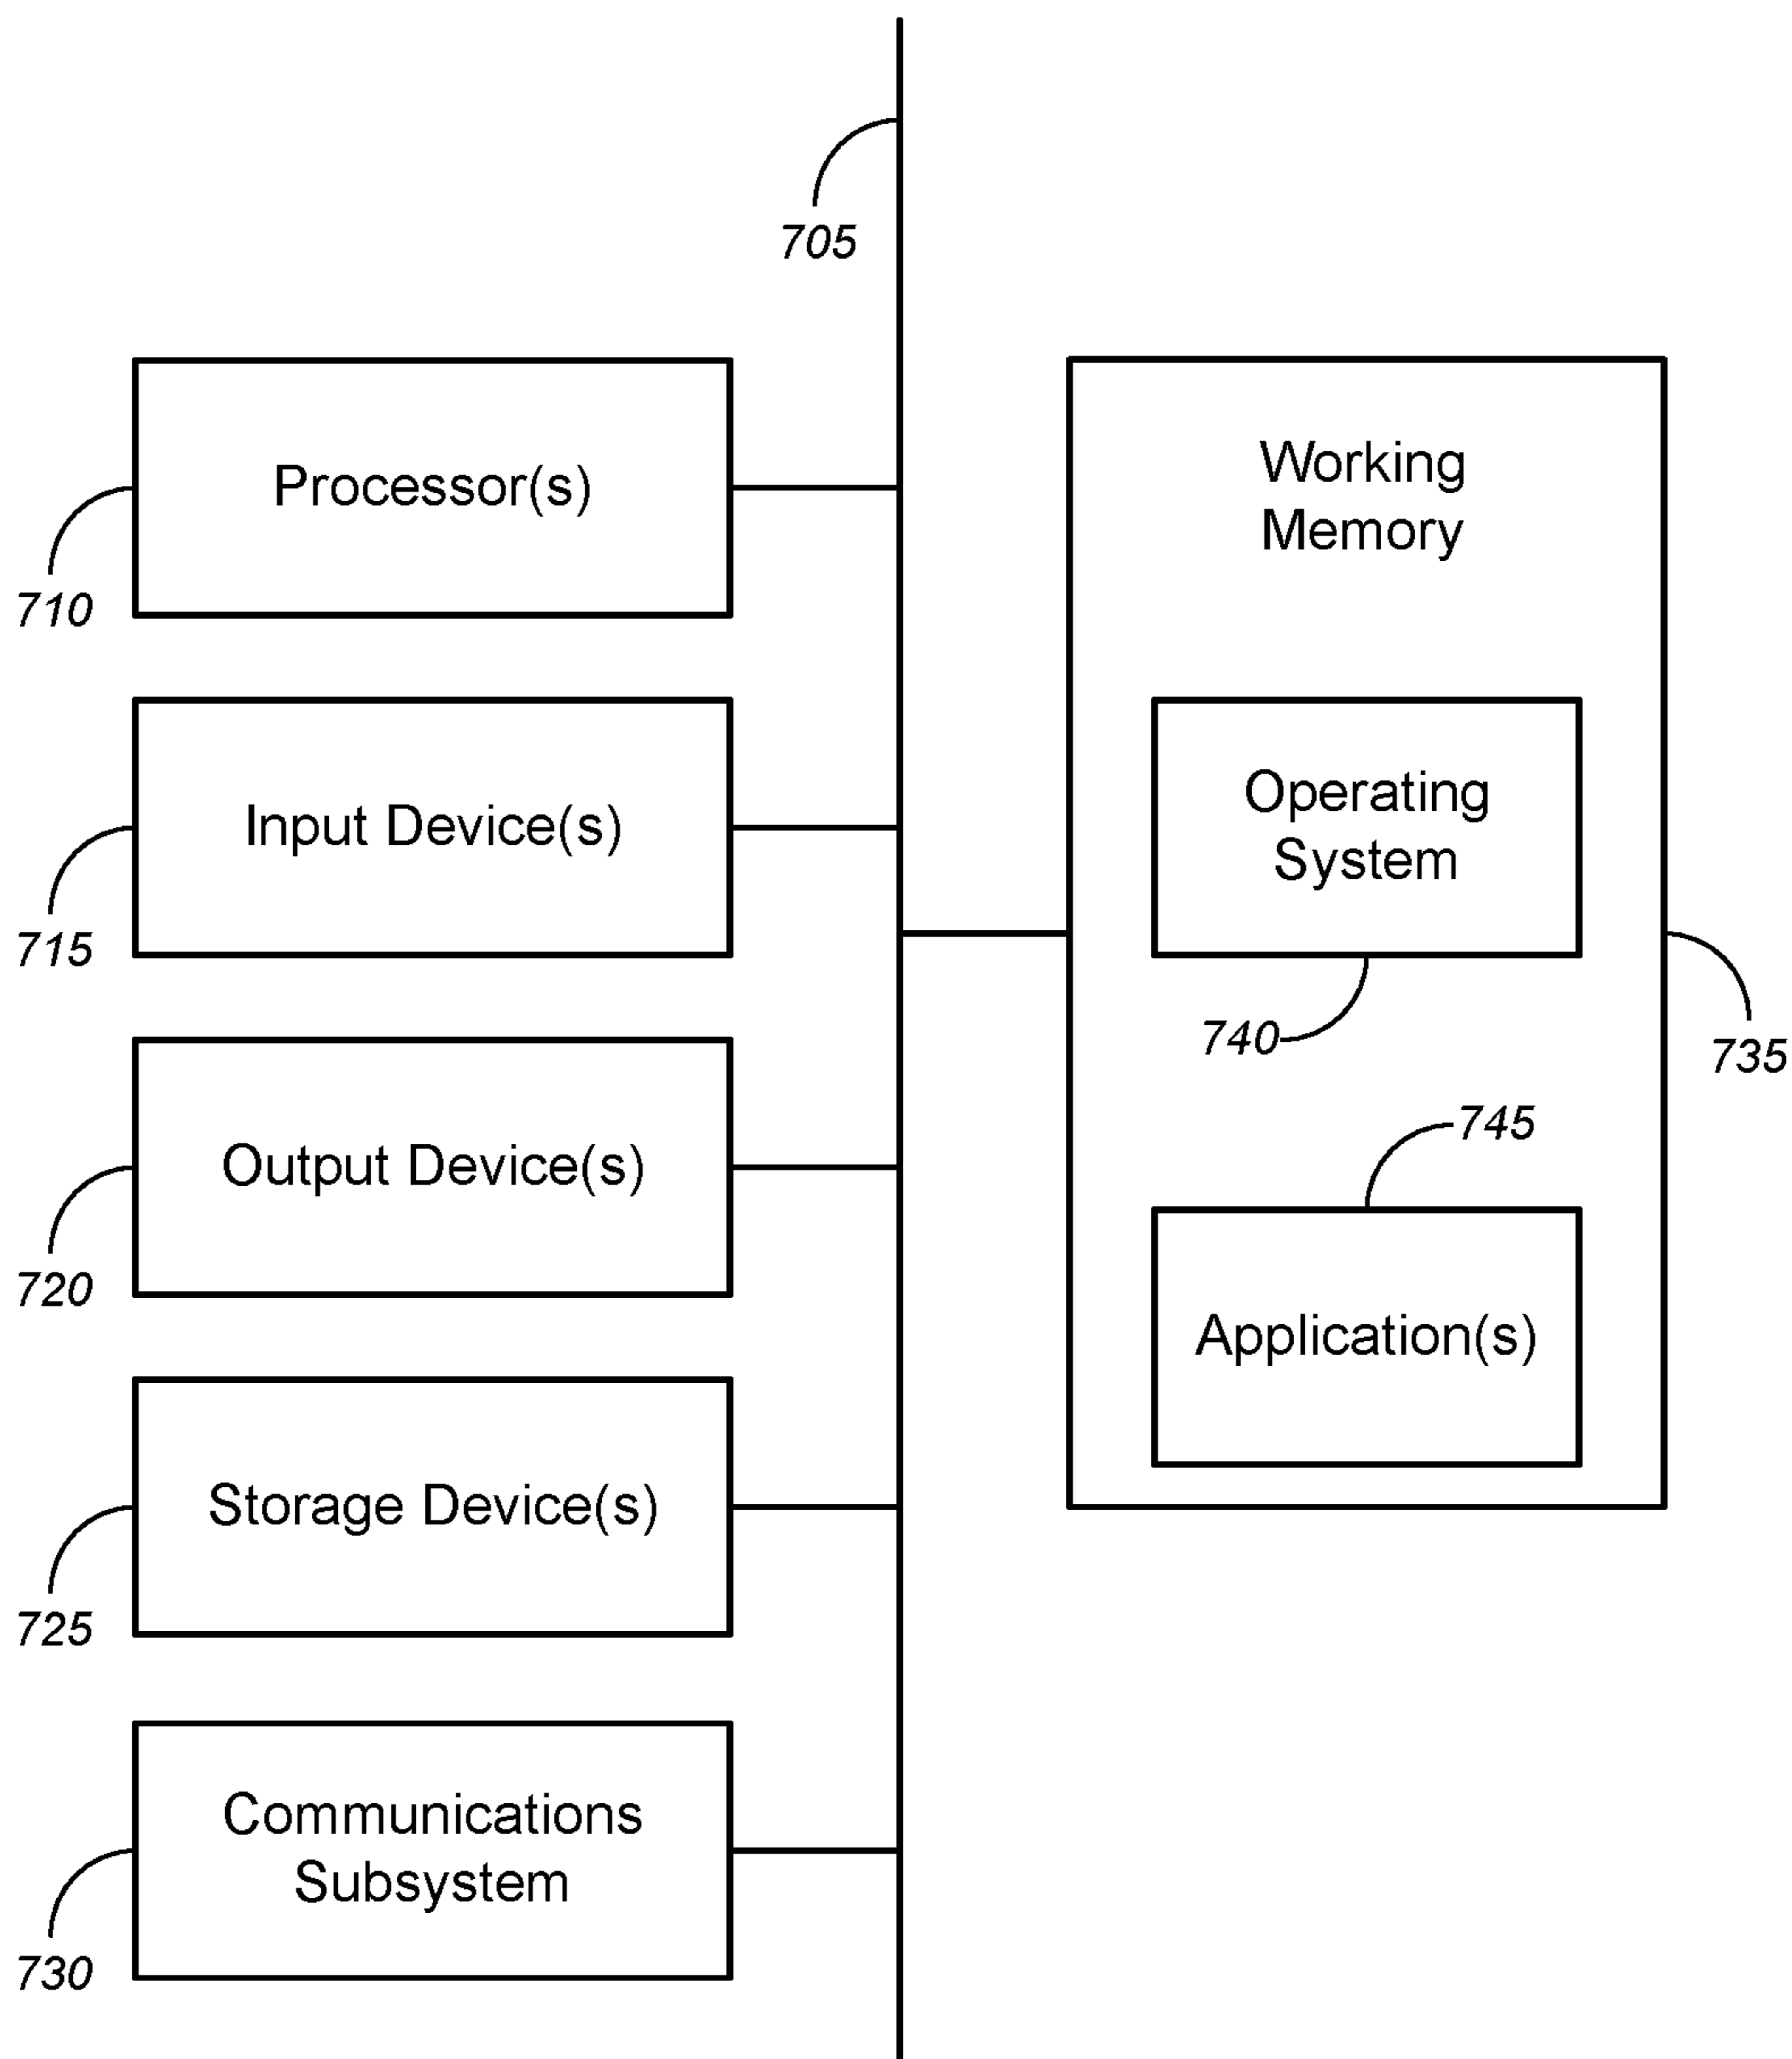 705
Processor(s)
710
Input Device(s)
715
Output Device(s)
720
Storage Device(s)
725
Communications
Subsystem
730
Working
Memory
Operating
System
740
735
745
Application(s)